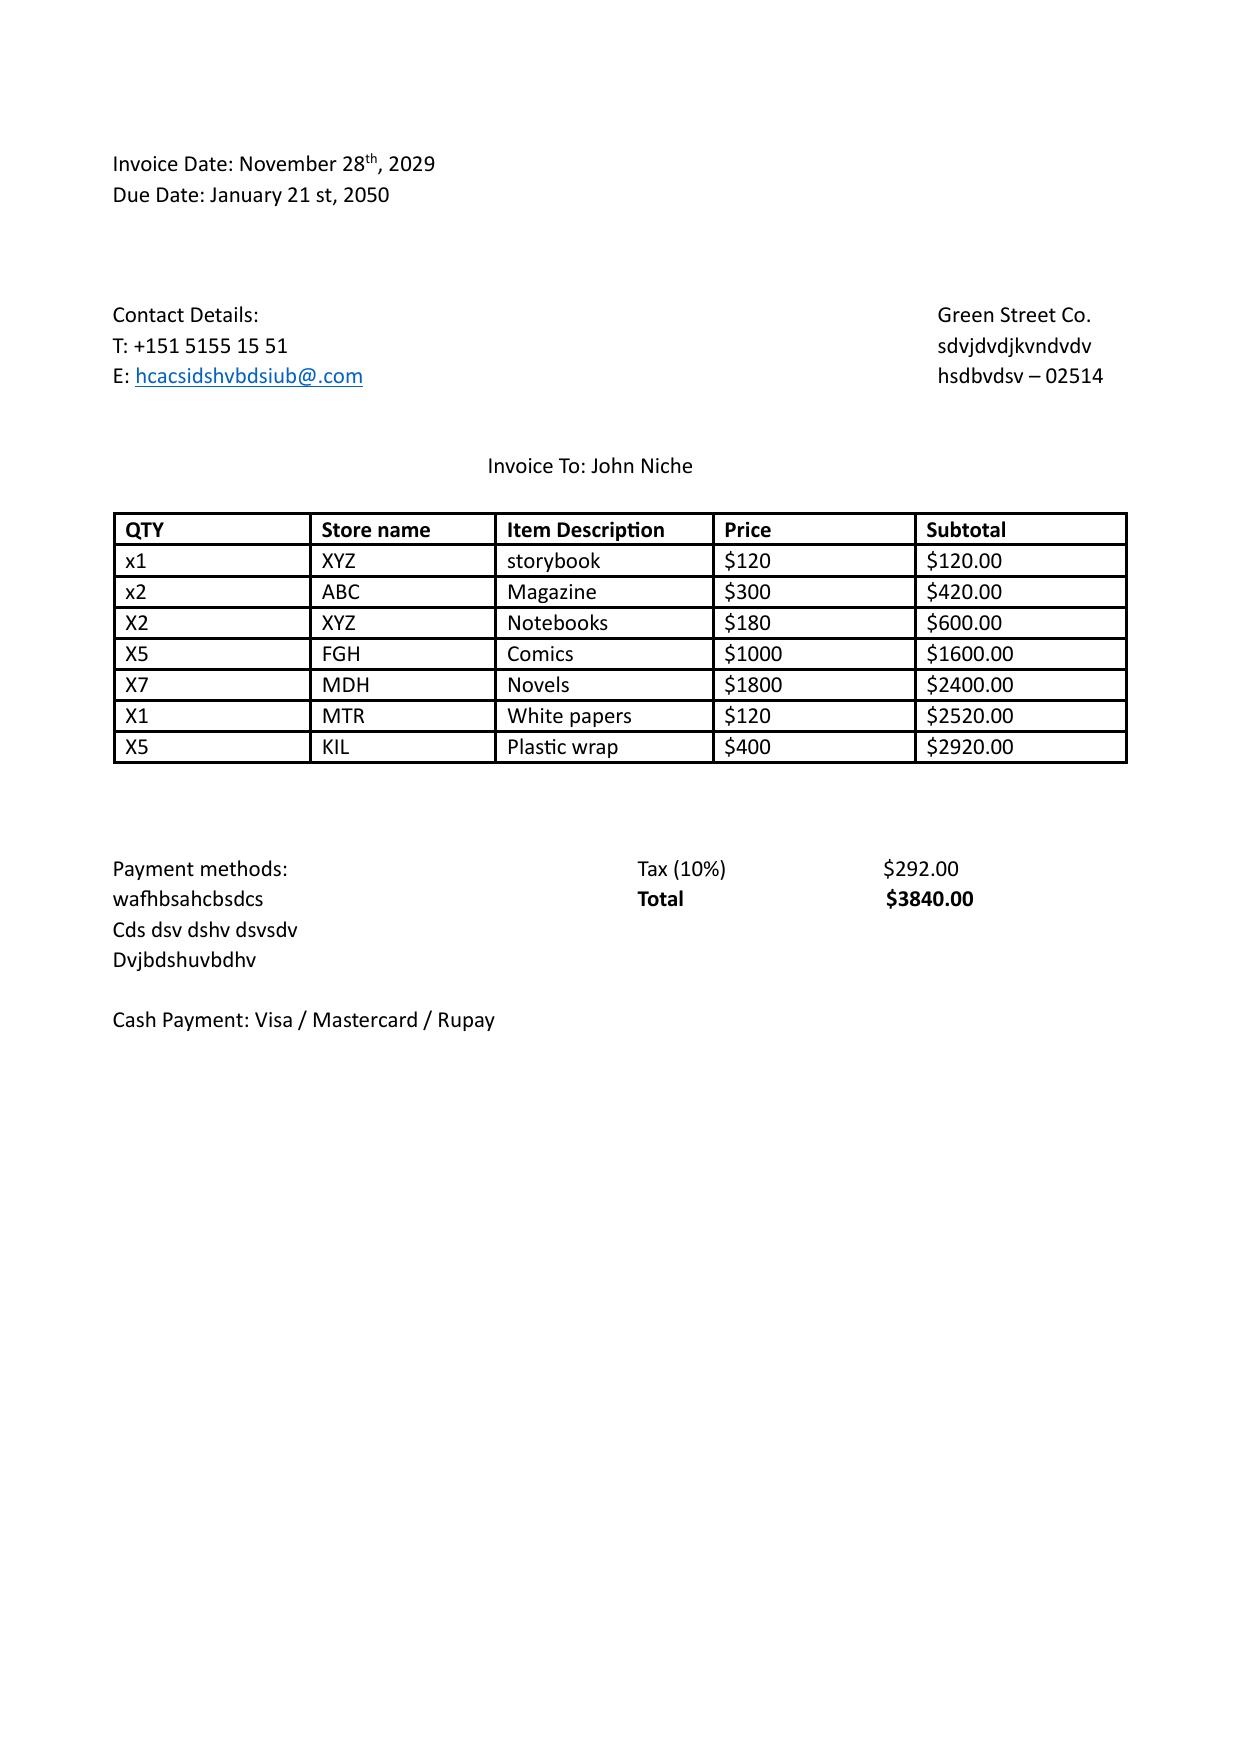 Invoice Date: November 28th, 2029
Due Date: January 21 st, 2050
Contact Details:
T: +151 5155 15 51
E: hcacsidshvbdsiub@.com
Green Street Co.
sdvjdvdjkvndvdv
hsdbvdsv – 02514
Invoice To: John Niche
QTY Store name Item Description Price Subtotal
x1 XYZ storybook $120 $120.00
x2 ABC Magazine $300 $420.00
X2 XYZ Notebooks $180 $600.00
X5 FGH Comics $1000 $1600.00
X7 MDH Novels $1800 $2400.00
X1 MTR White papers $120 $2520.00
X5 KIL Plastic wrap $400 $2920.00
Payment methods:
wafhbsahcbsdcs
Cds dsv dshv dsvsdv
Dvjbdshuvbdhv
Tax (10%) $292.00
Total $3840.00
Cash Payment: Visa / Mastercard / Rupay